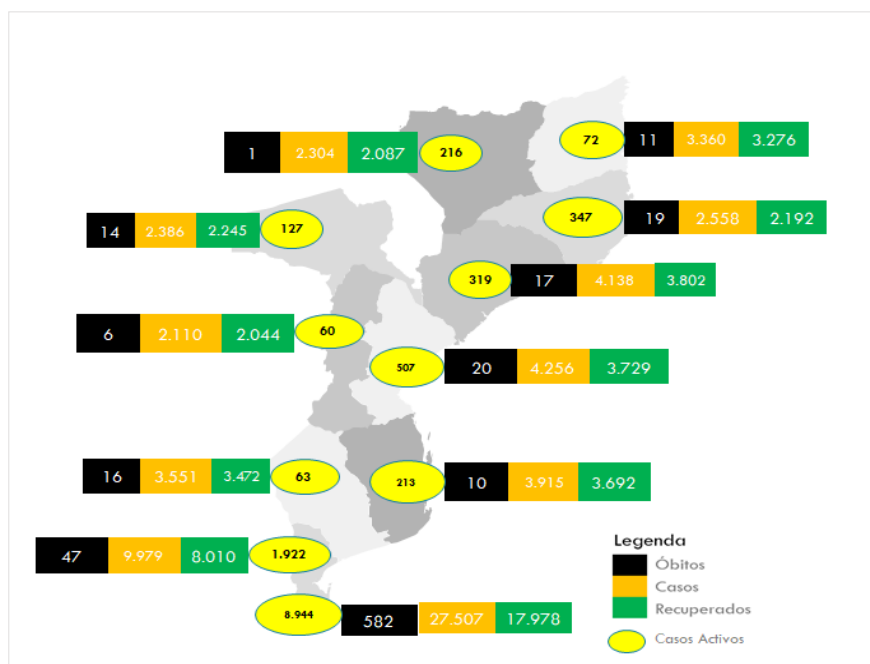 1 2.304 2.087 216
72 11 3.360 3.276
14 2.386 2.245 127
347 19 2.558 2.192
319 17 4.138 3.802
6 2.110 2.044 60
507 20 4.256 3.729
16 3.551 3.472 63
213 10 3.915 3.692
47 9.979 8.010 1.922
8.944 582 27.507 17.978
Legenda
Óbitos
Casos
Recuperados
Casos Activos